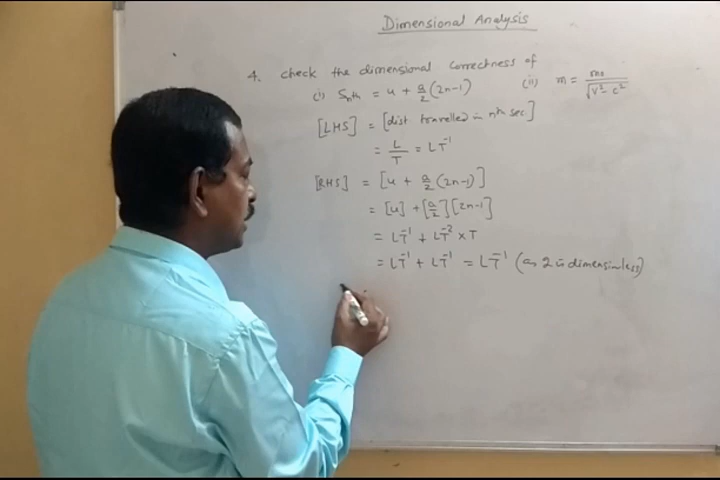 Dimensional Analysis
4. check the dimensional correctness of
(i) Snth = u + a/2 (2n-1) (ii) m = mo/√v²-c²
[LHS] = [dist travelled in nth sec.]
= L/T = LT⁻¹
[RHS] = [u + a/2 (2n-1)]
= [u] + [a/2] [2n-1]
= LT⁻¹ + LT⁻² × T
= LT⁻¹ + LT⁻¹ = LT⁻¹ (as 2 is dimensionless)